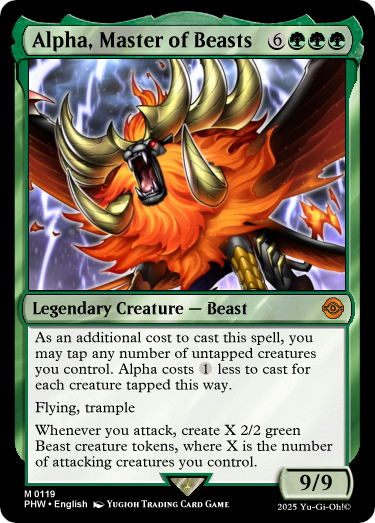 Alpha, Master of Beasts 6
Legendary Creature — Beast
As an additional cost to cast this spell, you
may tap any number of untapped creatures
you control. Alpha costs 1 less to cast for
each creature tapped this way.
Flying, trample
Whenever you attack, create X 2/2 green
Beast creature tokens, where X is the number
of attacking creatures you control.
9/9
M 0119
PHW • English Yugioh Trading Card Game
2025 Yu-Gi-Oh!©